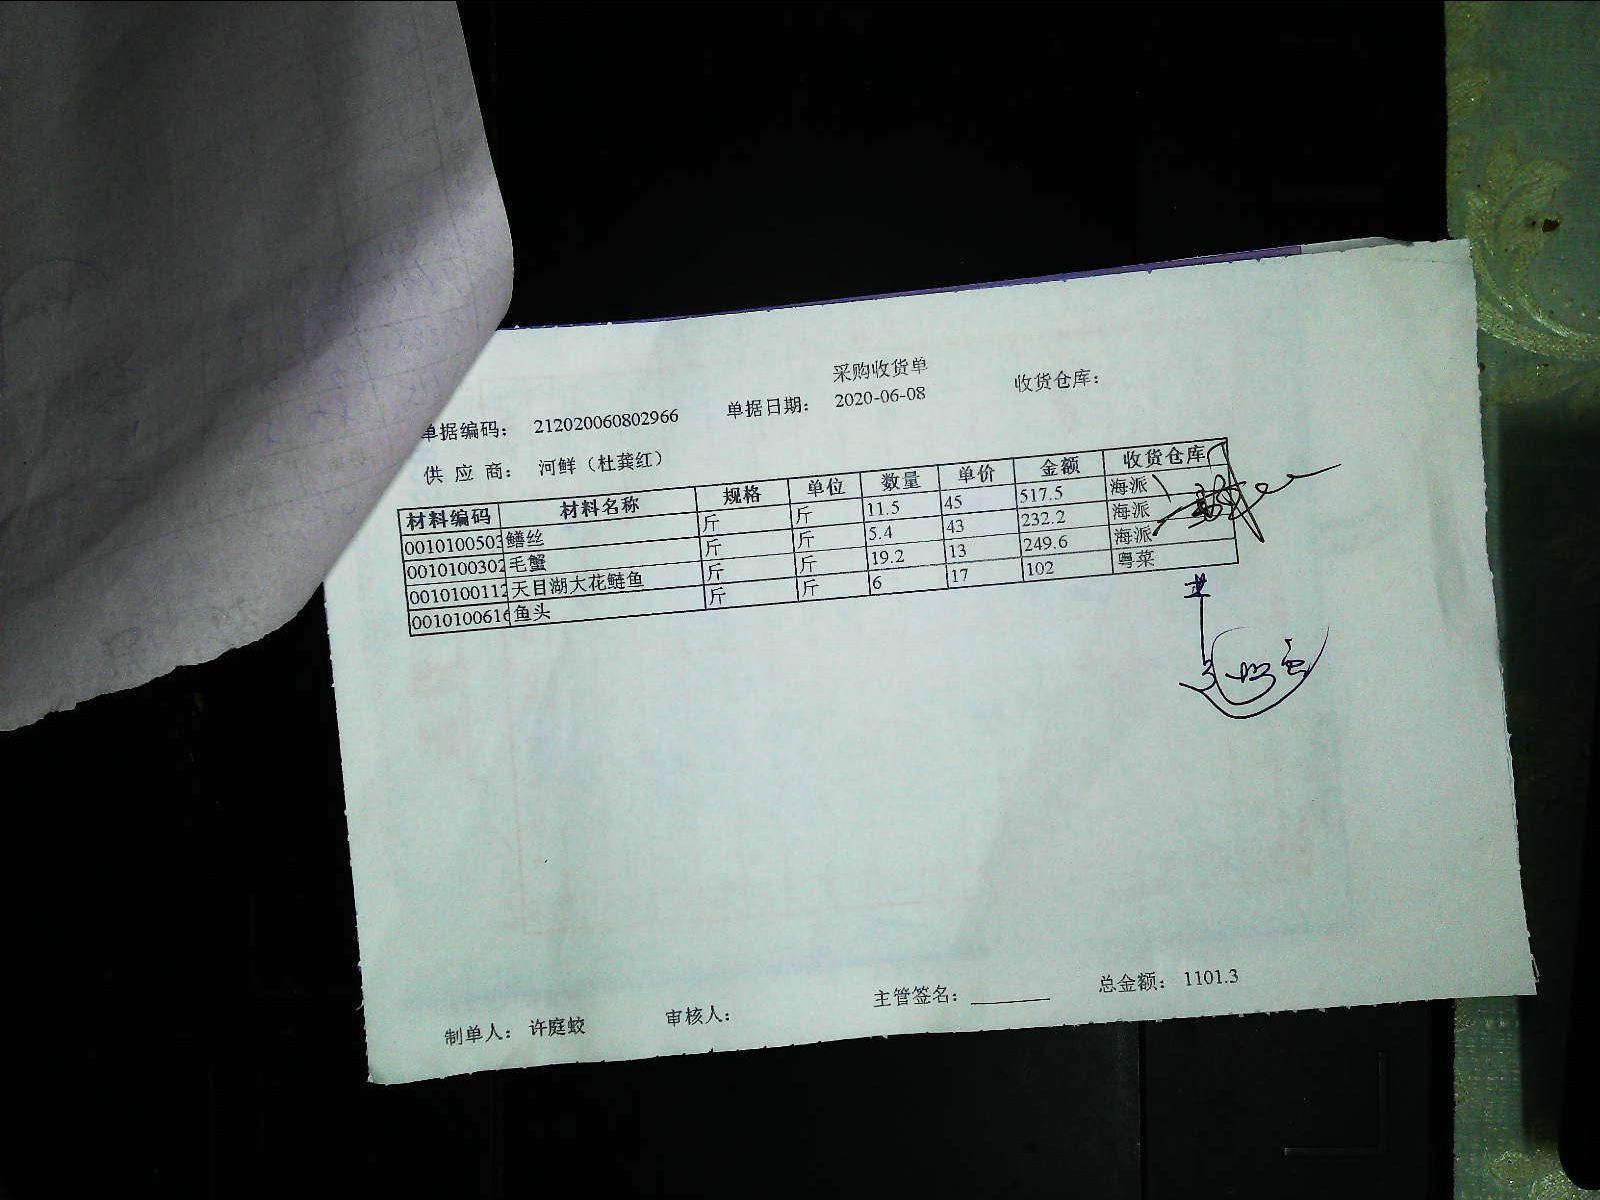 采购收货单
单据编码： 212020060802966 单据日期： 2020-06-08 收货仓库：
供 应 商： 河鲜（杜龚红）
材料编码 材料名称 规格 单位 数量 单价 金额 收货仓库
0010100503 鳝丝 斤 斤 11.5 45 517.5 海派
0010100302 毛蟹 斤 斤 5.4 43 232.2 海派
0010100112 天目湖大花鲢鱼 斤 斤 19.2 13 249.6 海派
001010061 鱼头 斤 斤 6 17 102 粤菜
制单人： 许庭蛟 审核人： 主管签名： 总金额： 1101.3